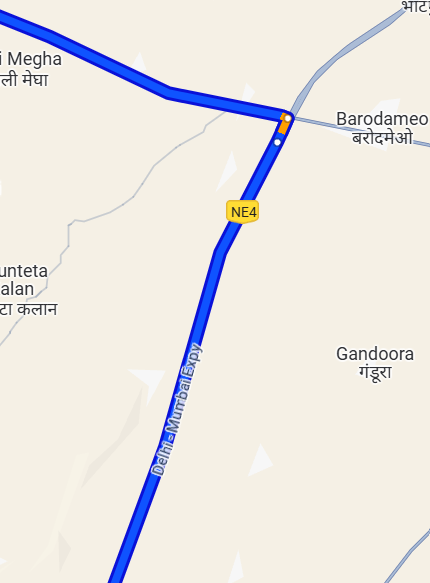 भाट
i Megha
ली मेघा
Barodameo
बरोदमेओ
NE4
unteta
alan
टा कलान
Gandoora
गंडूरा
Delhi - Mumbai Expy